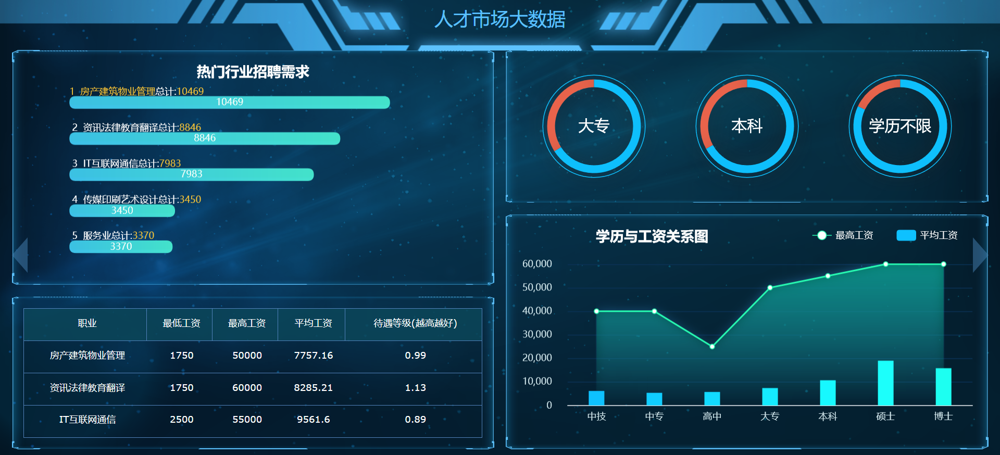 人才市场大数据
热门行业招聘需求
1 房产建筑物业管理总计:10469
10469
2 资讯法律教育翻译总计:8846
8846
3 IT互联网通信总计:7983
7983
4 传媒印刷艺术设计总计:3450
3450
5 服务业总计:3370
3370
大专 本科 学历不限
职业 最低工资 最高工资 平均工资 待遇等级(越高越好)
房产建筑物业管理 1750 50000 7757.16 0.99
资讯法律教育翻译 1750 60000 8285.21 1.13
IT互联网通信 2500 55000 9561.6 0.89
学历与工资关系图
最高工资 平均工资
60,000
50,000
40,000
30,000
20,000
10,000
0
中技 中专 高中 大专 本科 硕士 博士